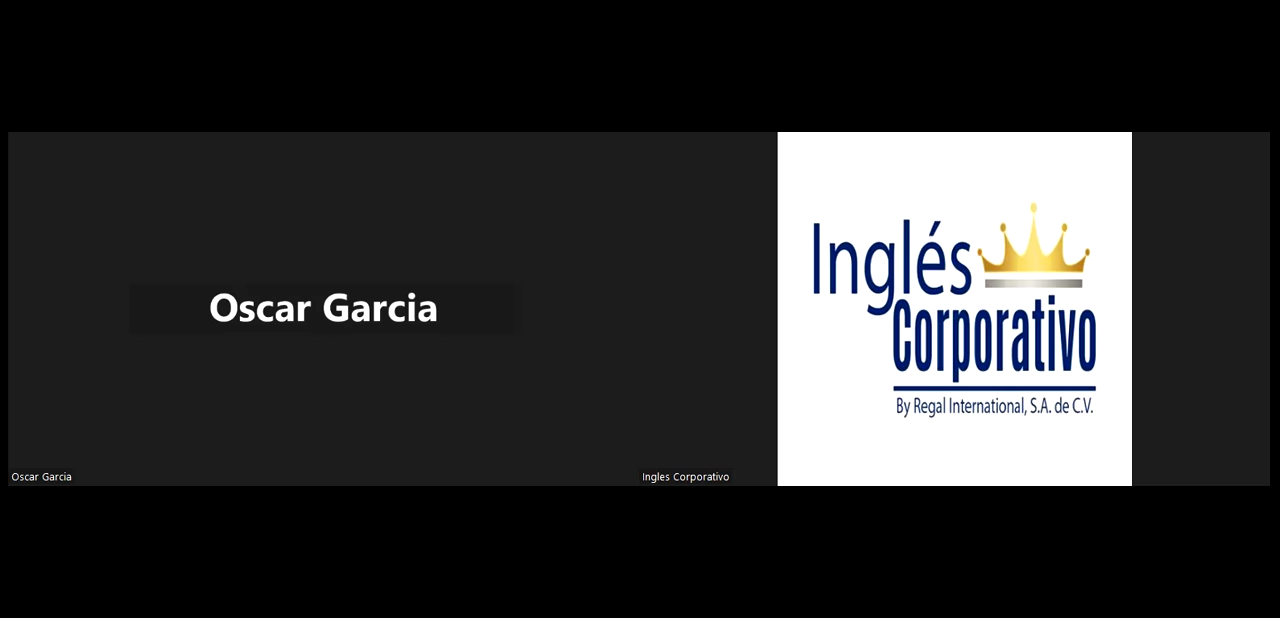 Oscar Garcia
Inglés
Corporativo
By Regal International, S.A. de C.V.
Oscar Garcia
Ingles Corporativo